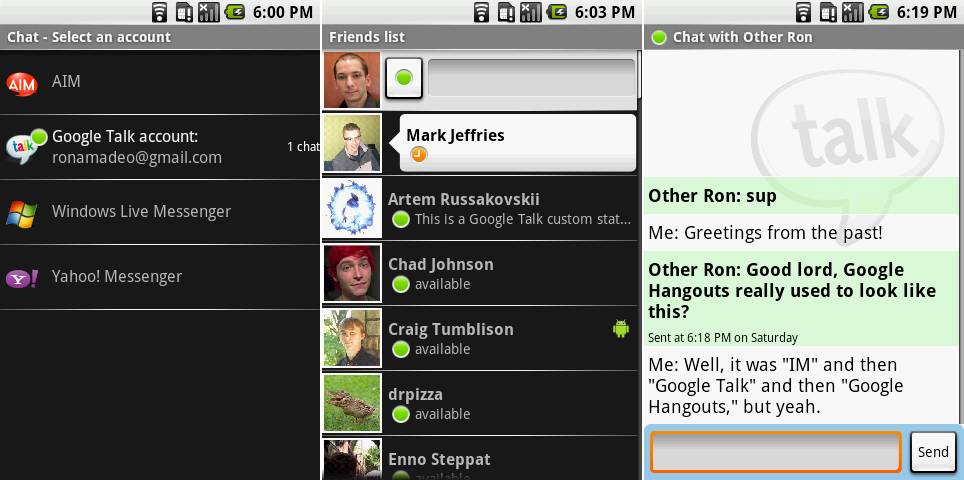 6:00 PM
Chat - Select an account
AIM
AIM
talk
Google Talk account:
ronamadeo@gmail.com
1 chat
Windows Live Messenger
Y!
Yahoo! Messenger
6:03 PM
Friends list
Mark Jeffries
Artem Russakovskii
This is a Google Talk custom stat...
Chad Johnson
available
Craig Tumblison
available
drpizza
available
Enno Steppat
available
6:19 PM
Chat with Other Ron
talk
Other Ron: sup
Me: Greetings from the past!
Other Ron: Good lord, Google
Hangouts really used to look like
this?
Sent at 6:18 PM on Saturday
Me: Well, it was "IM" and then
"Google Talk" and then "Google
Hangouts," but yeah.
Send